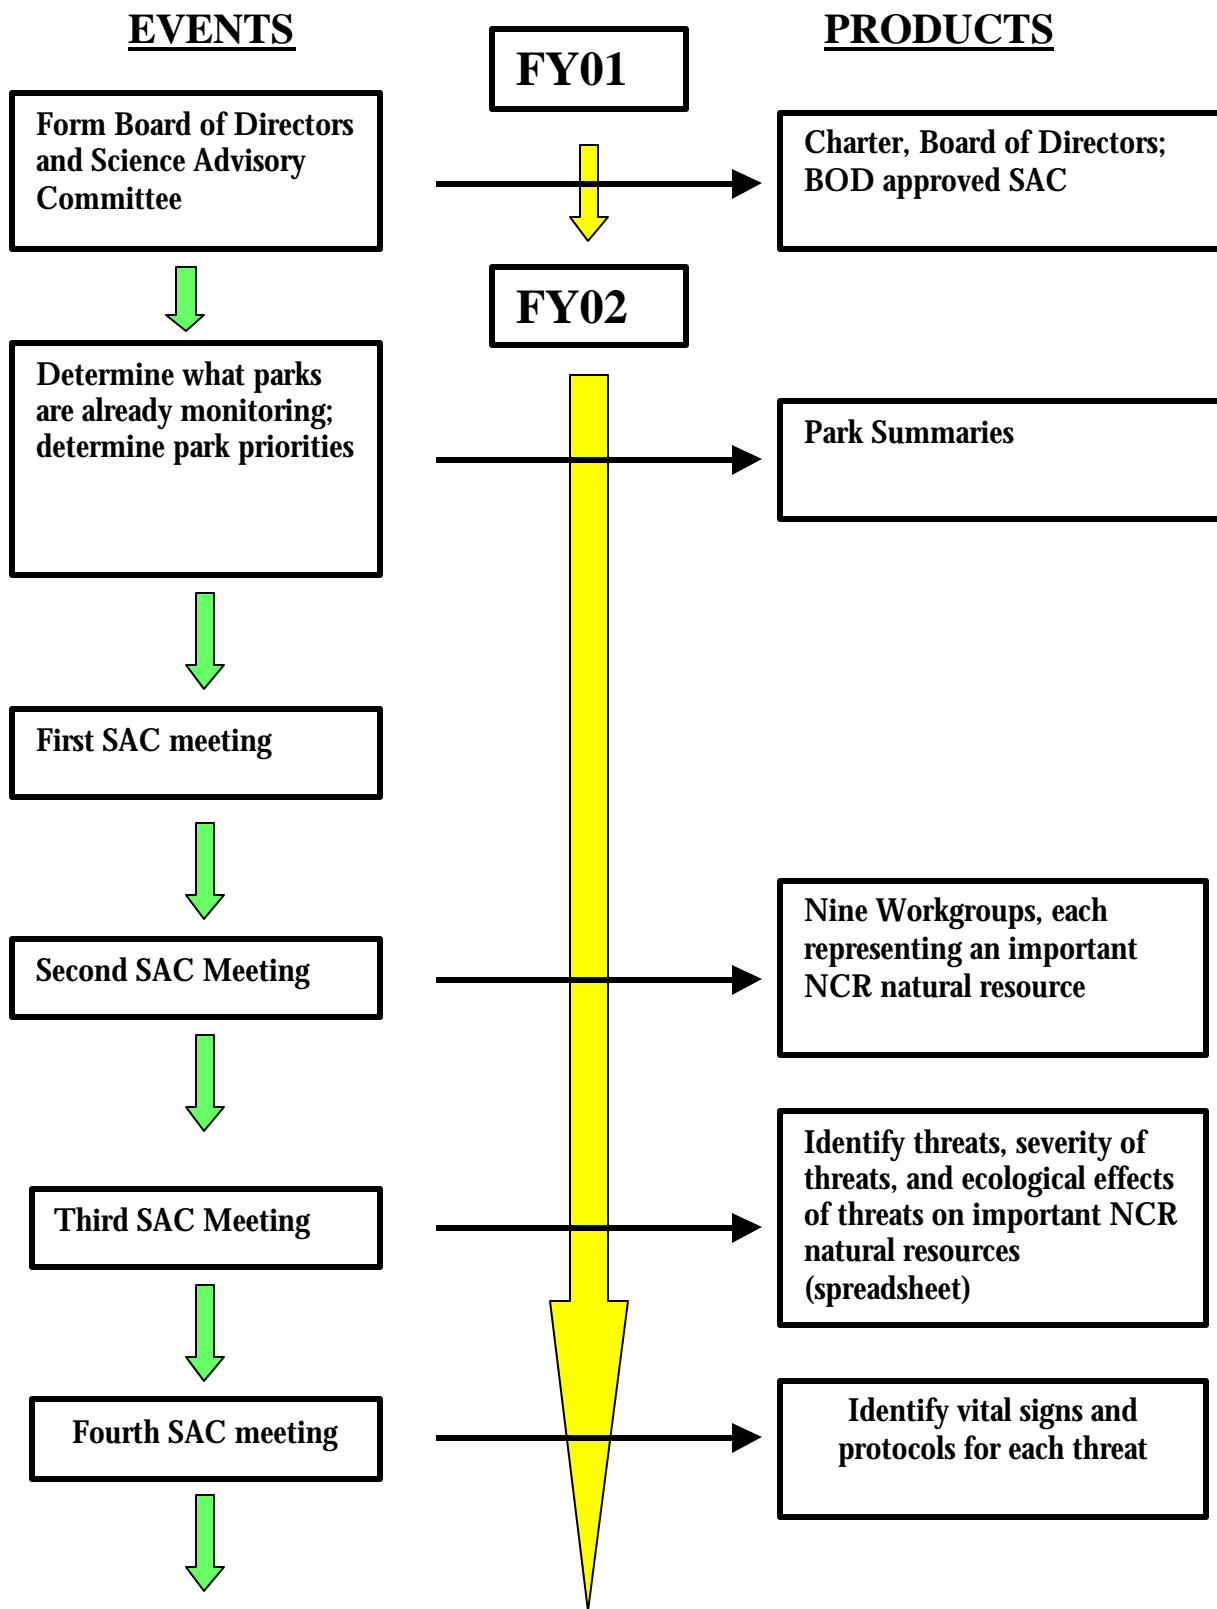 EVENTS
FY01
PRODUCTS
Form Board of Directors
and Science Advisory
Committee
Charter, Board of Directors;
BOD approved SAC
FY02
Determine what parks
are already monitoring;
determine park priorities
Park Summaries
First SAC meeting
Second SAC Meeting
Nine Workgroups, each
representing an important
NCR natural resource
Third SAC Meeting
Identify threats, severity of
threats, and ecological effects
of threats on important NCR
natural resources
(spreadsheet)
Fourth SAC meeting
Identify vital signs and
protocols for each threat